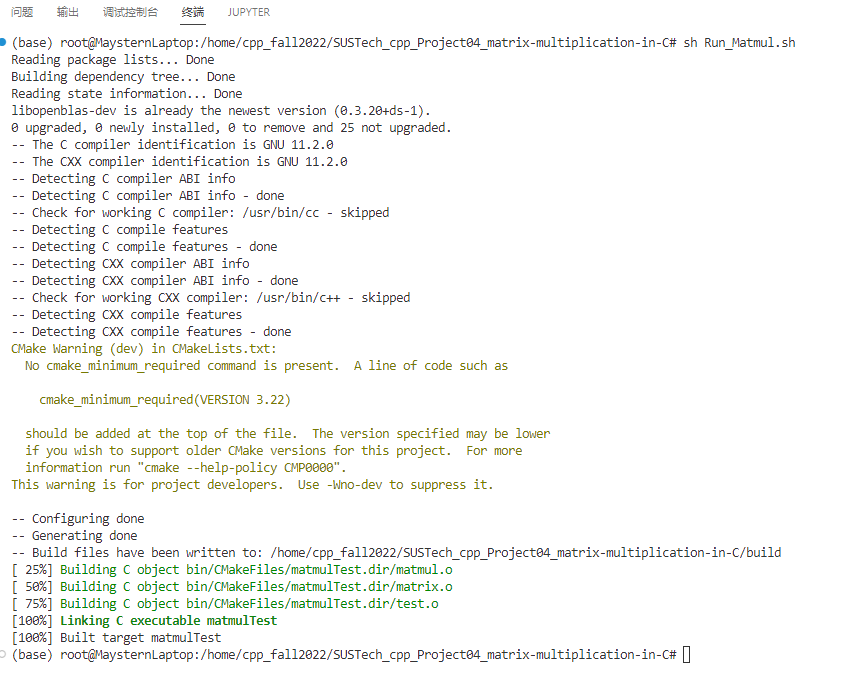 问题 输出 调试控制台 终端 JUPYTER
(base) root@MaysternLaptop:/home/cpp_fall2022/SUSTech_cpp_Project04_matrix-multiplication-in-C# sh Run_Matmul.sh
Reading package lists... Done
Building dependency tree... Done
Reading state information... Done
libopenblas-dev is already the newest version (0.3.20+ds-1).
0 upgraded, 0 newly installed, 0 to remove and 25 not upgraded.
-- The C compiler identification is GNU 11.2.0
-- The CXX compiler identification is GNU 11.2.0
-- Detecting C compiler ABI info
-- Detecting C compiler ABI info - done
-- Check for working C compiler: /usr/bin/cc - skipped
-- Detecting C compile features
-- Detecting C compile features - done
-- Detecting CXX compiler ABI info
-- Detecting CXX compiler ABI info - done
-- Check for working CXX compiler: /usr/bin/c++ - skipped
-- Detecting CXX compile features
-- Detecting CXX compile features - done
CMake Warning (dev) in CMakeLists.txt:
  No cmake_minimum_required command is present.  A line of code such as
    cmake_minimum_required(VERSION 3.22)
  should be added at the top of the file.  The version specified may be lower
  if you wish to support older CMake versions for this project.  For more
  information run "cmake --help-policy CMP0000".
This warning is for project developers.  Use -Wno-dev to suppress it.
-- Configuring done
-- Generating done
-- Build files have been written to: /home/cpp_fall2022/SUSTech_cpp_Project04_matrix-multiplication-in-C/build
[ 25%] Building C object bin/CMakeFiles/matmulTest.dir/matmul.o
[ 50%] Building C object bin/CMakeFiles/matmulTest.dir/matrix.o
[ 75%] Building C object bin/CMakeFiles/matmulTest.dir/test.o
[100%] Linking C executable matmulTest
[100%] Built target matmulTest
(base) root@MaysternLaptop:/home/cpp_fall2022/SUSTech_cpp_Project04_matrix-multiplication-in-C#